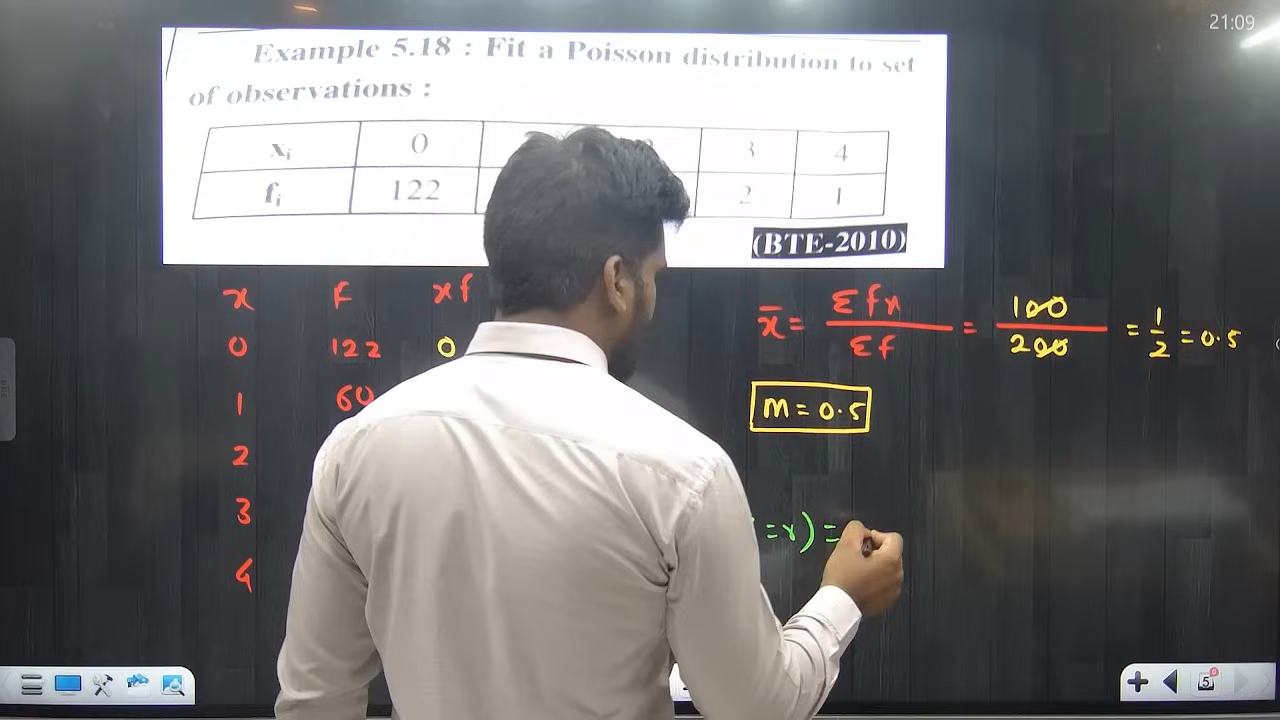 21:09
Example 5.18 : Fit a Poisson distribution to set
of observations :
xᵢ 0 3 4
fᵢ 122 2 1
(BTE-2010)
x F xf
0 122 0
1 60
2
3
4
x̄ = Σfx / Σf = 100 / 200 = 1/2 = 0.5
m = 0.5
=r) =
5